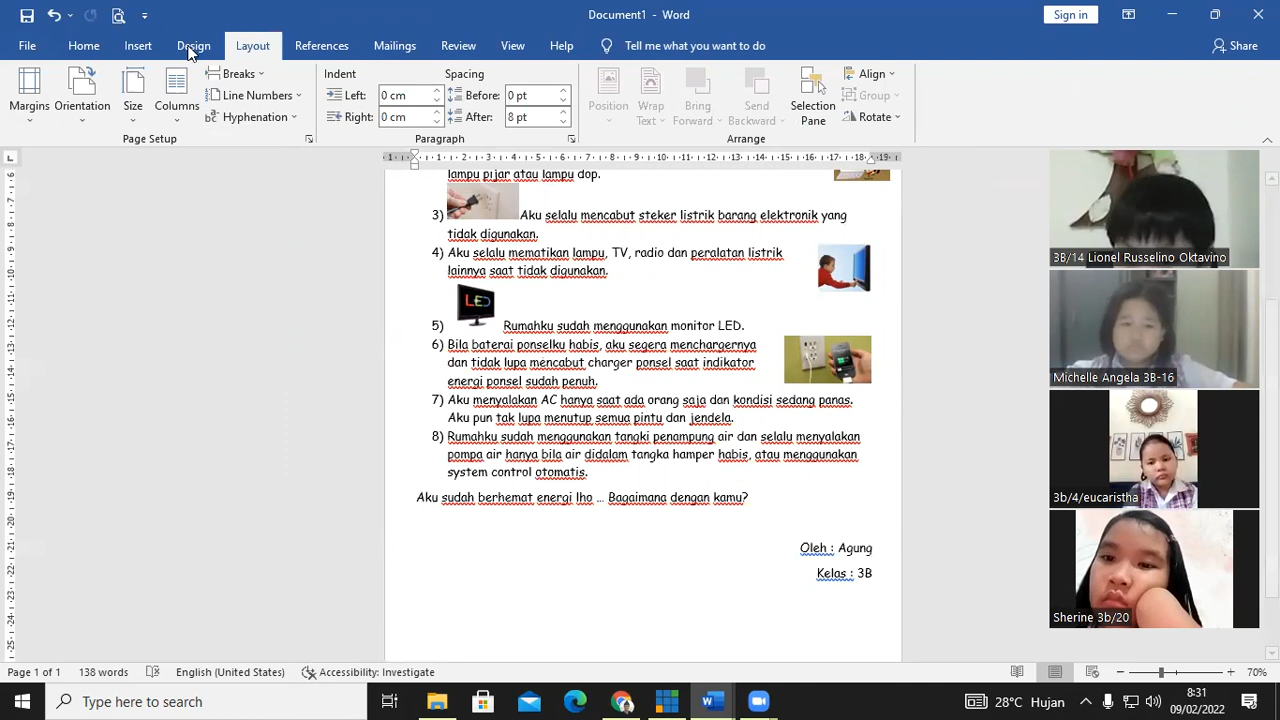 Document1 - Word
Sign in
File Home Insert Design Layout References Mailings Review View Help Tell me what you want to do Share
Margins
Orientation
Size
Columns
Breaks
Line Numbers
Hyphenation
Page Setup
Indent
Left: 0 cm
Right: 0 cm
Spacing
Before: 0 pt
After: 8 pt
Paragraph
Position
Wrap
Text
Bring
Forward
Send
Backward
Selection
Pane
Align
Group
Rotate
Arrange
lampu pijar atau lampu dop.
3) Aku selalu mencabut steker listrik barang elektronik yang
tidak digunakan.
4) Aku selalu mematikan lampu, TV, radio dan peralatan listrik
lainnya saat tidak digunakan.
LED
5) Rumahku sudah menggunakan monitor LED.
6) Bila baterai ponselku habis, aku segera menchargernya
dan tidak lupa mencabut charger ponsel saat indikator
energi ponsel sudah penuh.
7) Aku menyalakan AC hanya saat ada orang saja dan kondisi sedang panas.
Aku pun tak lupa menutup semua pintu dan jendela.
8) Rumahku sudah menggunakan tangki penampung air dan selalu menyalakan
pompa air hanya bila air didalam tangka hamper habis, atau menggunakan
system control otomatis.
Aku sudah berhemat energi lho ... Bagaimana dengan kamu?
Oleh : Agung
Kelas : 3B
3B/14 Lionel Russelino Oktavino
Michelle Angela 3B-16
3b/4/eucaristha
Sherine 3b/20
Page 1 of 1 138 words English (United States) Accessibility: Investigate 70%
Type here to search
28°C Hujan
8:31
09/02/2022